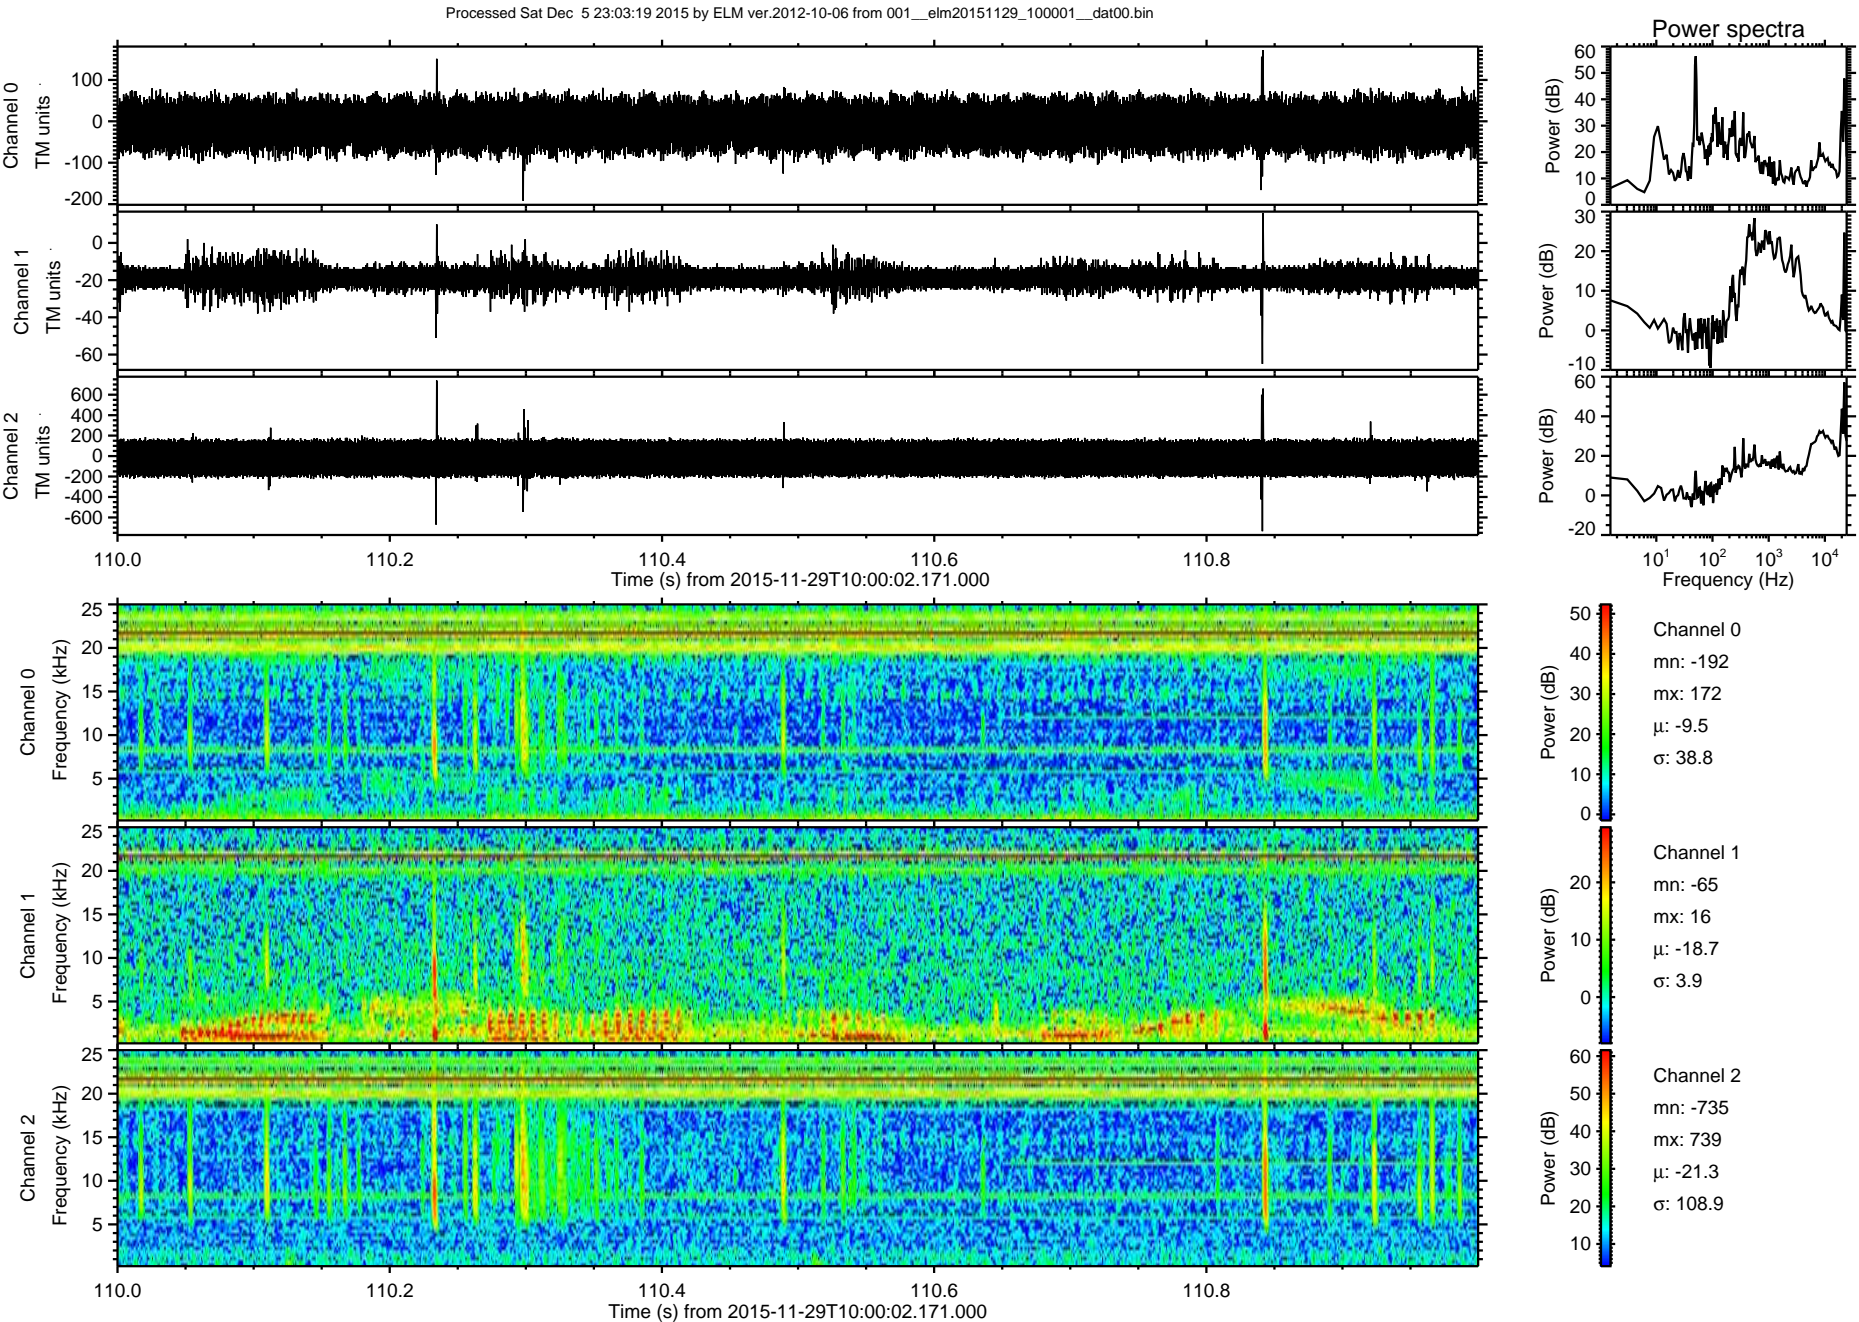 Processed Sat Dec 5 23:03:19 2015 by ELM ver.2012-10-06 from 001__elm20151129_100001__dat00.bin
Power spectra
Channel 0
TM units
100
0
-100
-200
Power (dB)
60
50
40
30
20
10
0
Channel 1
TM units
0
-20
-40
-60
Power (dB)
30
20
10
0
-10
Channel 2
TM units
600
400
200
0
-200
-400
-600
Power (dB)
60
40
20
0
-20
110.0 110.2 110.4 110.6 110.8
Time (s) from 2015-11-29T10:00:02.171.000
10^1 10^2 10^3 10^4
Frequency (Hz)
Channel 0
Frequency (kHz)
25
20
15
10
5
Power (dB)
50
40
30
20
10
0
Channel 0
mn: -192
mx: 172
μ: -9.5
σ: 38.8
Channel 1
Frequency (kHz)
25
20
15
10
5
Power (dB)
20
10
0
Channel 1
mn: -65
mx: 16
μ: -18.7
σ: 3.9
Channel 2
Frequency (kHz)
25
20
15
10
5
Power (dB)
60
50
40
30
20
10
Channel 2
mn: -735
mx: 739
μ: -21.3
σ: 108.9
110.0 110.2 110.4 110.6 110.8
Time (s) from 2015-11-29T10:00:02.171.000